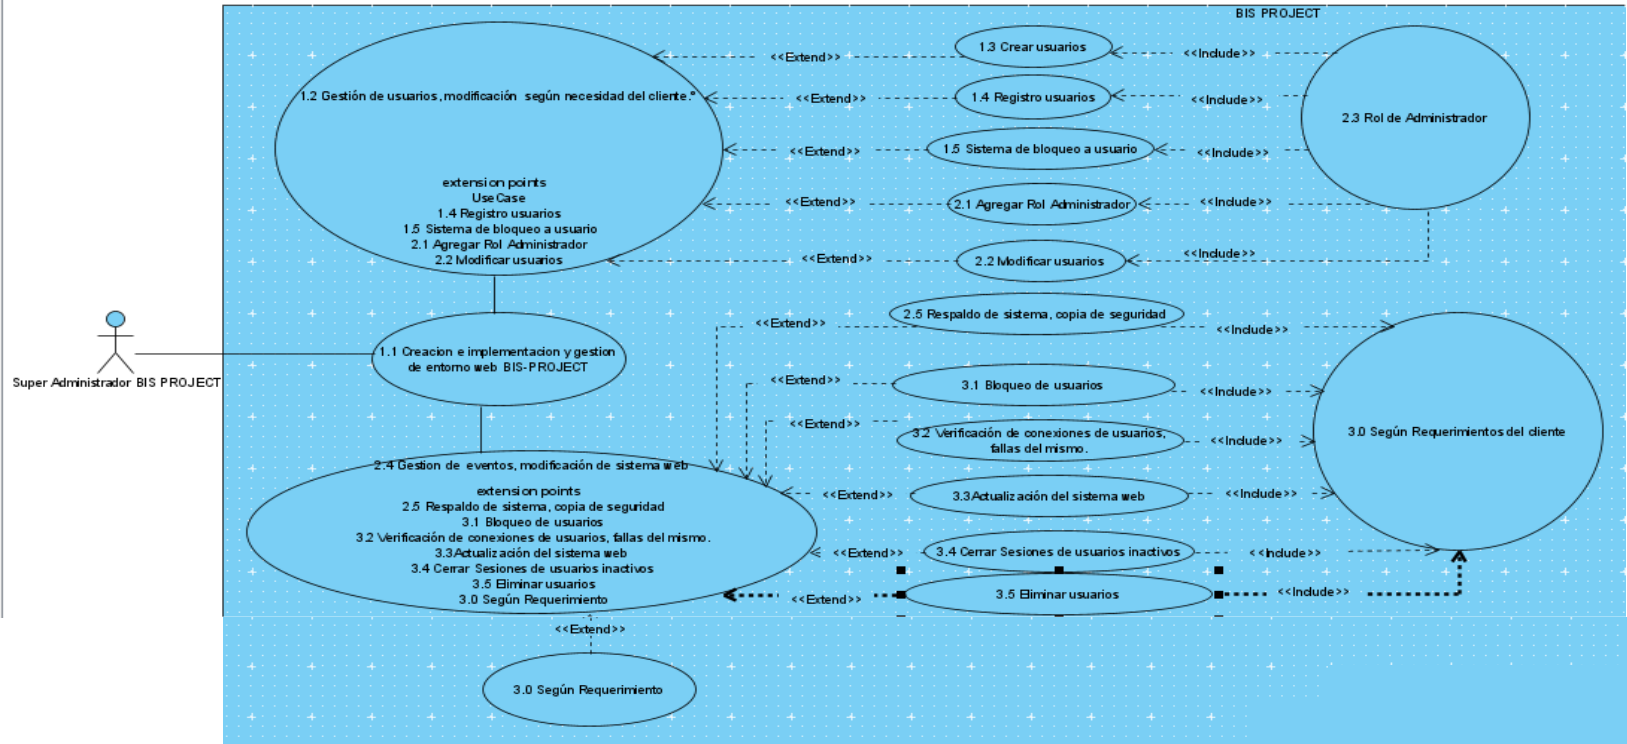 BIS PROJECT
1.2 Gestión de usuarios, modificación según necesidad del cliente."
extension points
UseCase
1.4 Registro usuarios
1.5 Sistema de bloqueo a usuario
2.1 Agregar Rol Administrador
2.2 Modificar usuarios
<<Extend>>
1.3 Crear usuarios
<<Include>>
<<Extend>>
1.4 Registro usuarios
<<Include>>
<<Extend>>
1.5 Sistema de bloqueo a usuario
<<Include>>
<<Extend>>
2.1 Agregar Rol Administrador
<<Include>>
<<Extend>>
2.2 Modificar usuarios
<<Include>>
2.3 Rol de Administrador
Super Administrador BIS PROJECT
1.1 Creacion e implementacion y gestion
de entorno web BIS-PROJECT
<<Extend>>
2.5 Respaldo de sistema, copia de seguridad
<<Include>>
<<Extend>>
3.1 Bloqueo de usuarios
<<Include>>
<<Extend>>
3.2 Verificación de conexiones de usuarios,
fallas del mismo.
<<Include>>
<<Extend>>
3.3Actualización del sistema web
<<Include>>
<<Extend>>
3.4 Cerrar Sesiones de usuarios inactivos
<<Include>>
<<Extend>>
3.5 Eliminar usuarios
<<Include>>
3.0 Según Requerimientos del cliente
2.4 Gestion de eventos, modificación de sistema web
extension points
2.5 Respaldo de sistema, copia de seguridad
3.1 Bloqueo de usuarios
3.2 Verificación de conexiones de usuarios, fallas del mismo.
3.3Actualización del sistema web
3.4 Cerrar Sesiones de usuarios inactivos
3.5 Eliminar usuarios
3.0 Según Requerimiento
<<Extend>>
3.0 Según Requerimiento